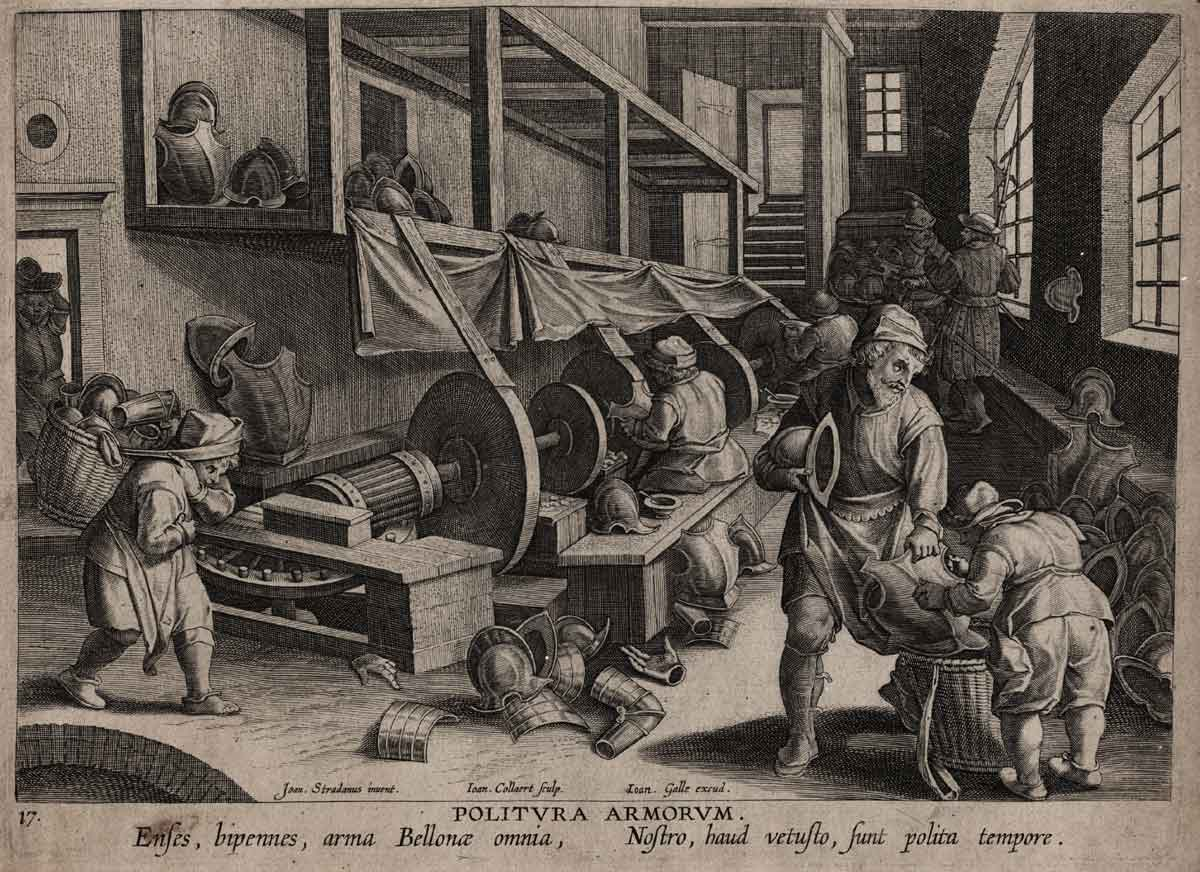 Joan. Stradanus invent. Ioan. Collaert sculp. Ioan. Galle excud.
17. POLITVRA ARMORVM.
Enſes, bipennes, arma Bellonæ omnia, Noſtro, haud vetuſto, ſunt polita tempore.